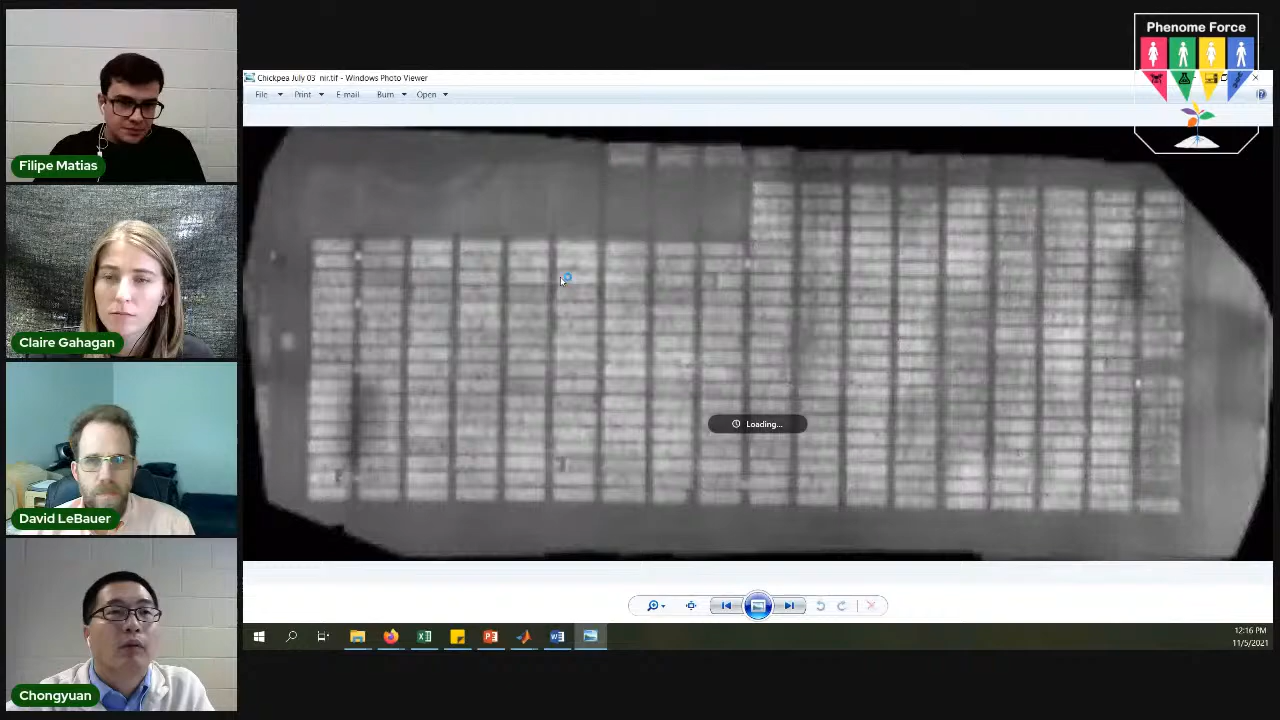 Phenome Force
Chickpea July 03 nir.tif - Windows Photo Viewer
File Print E-mail Burn Open
Filipe Matias
Claire Gahagan
Loading...
David LeBauer
Chongyuan
12:16 PM
11/5/2021